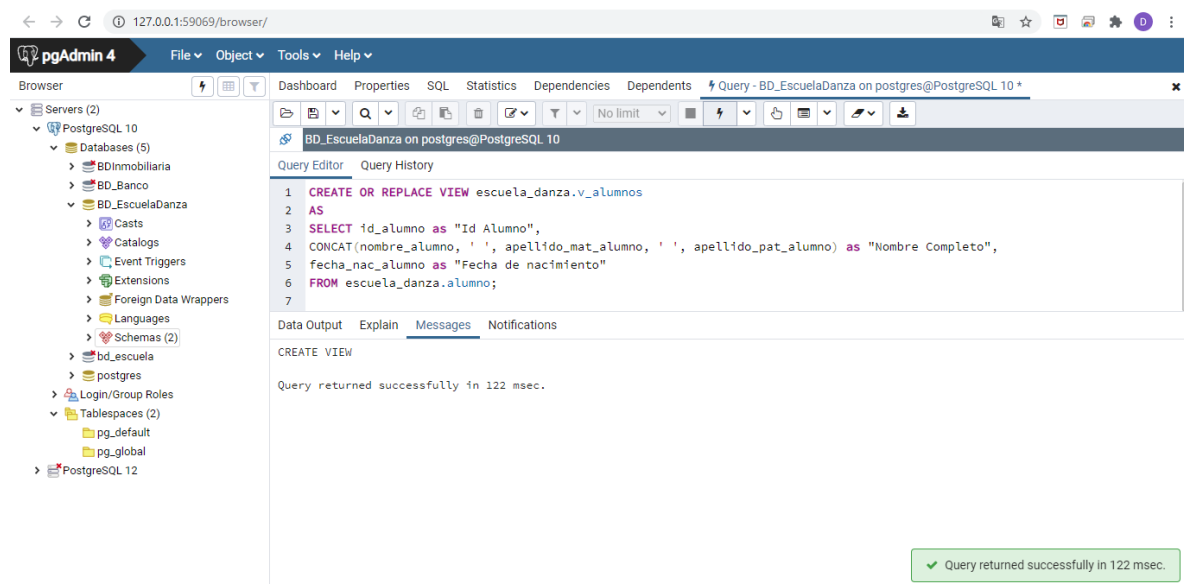 127.0.0.1:59069/browser/
D
pgAdmin 4 File Object Tools Help
Browser
Dashboard Properties SQL Statistics Dependencies Dependents Query - BD_EscuelaDanza on postgres@PostgreSQL 10 *
Servers (2)
PostgreSQL 10
Databases (5)
BDInmobiliaria
BD_Banco
BD_EscuelaDanza
Casts
Catalogs
Event Triggers
Extensions
Foreign Data Wrappers
Languages
Schemas (2)
bd_escuela
postgres
Login/Group Roles
Tablespaces (2)
pg_default
pg_global
PostgreSQL 12
No limit
BD_EscuelaDanza on postgres@PostgreSQL 10
Query Editor Query History
1 CREATE OR REPLACE VIEW escuela_danza.v_alumnos
2 AS
3 SELECT id_alumno as "Id Alumno",
4 CONCAT(nombre_alumno, ' ', apellido_mat_alumno, ' ', apellido_pat_alumno) as "Nombre Completo",
5 fecha_nac_alumno as "Fecha de nacimiento"
6 FROM escuela_danza.alumno;
7
Data Output Explain Messages Notifications
CREATE VIEW
Query returned successfully in 122 msec.
Query returned successfully in 122 msec.